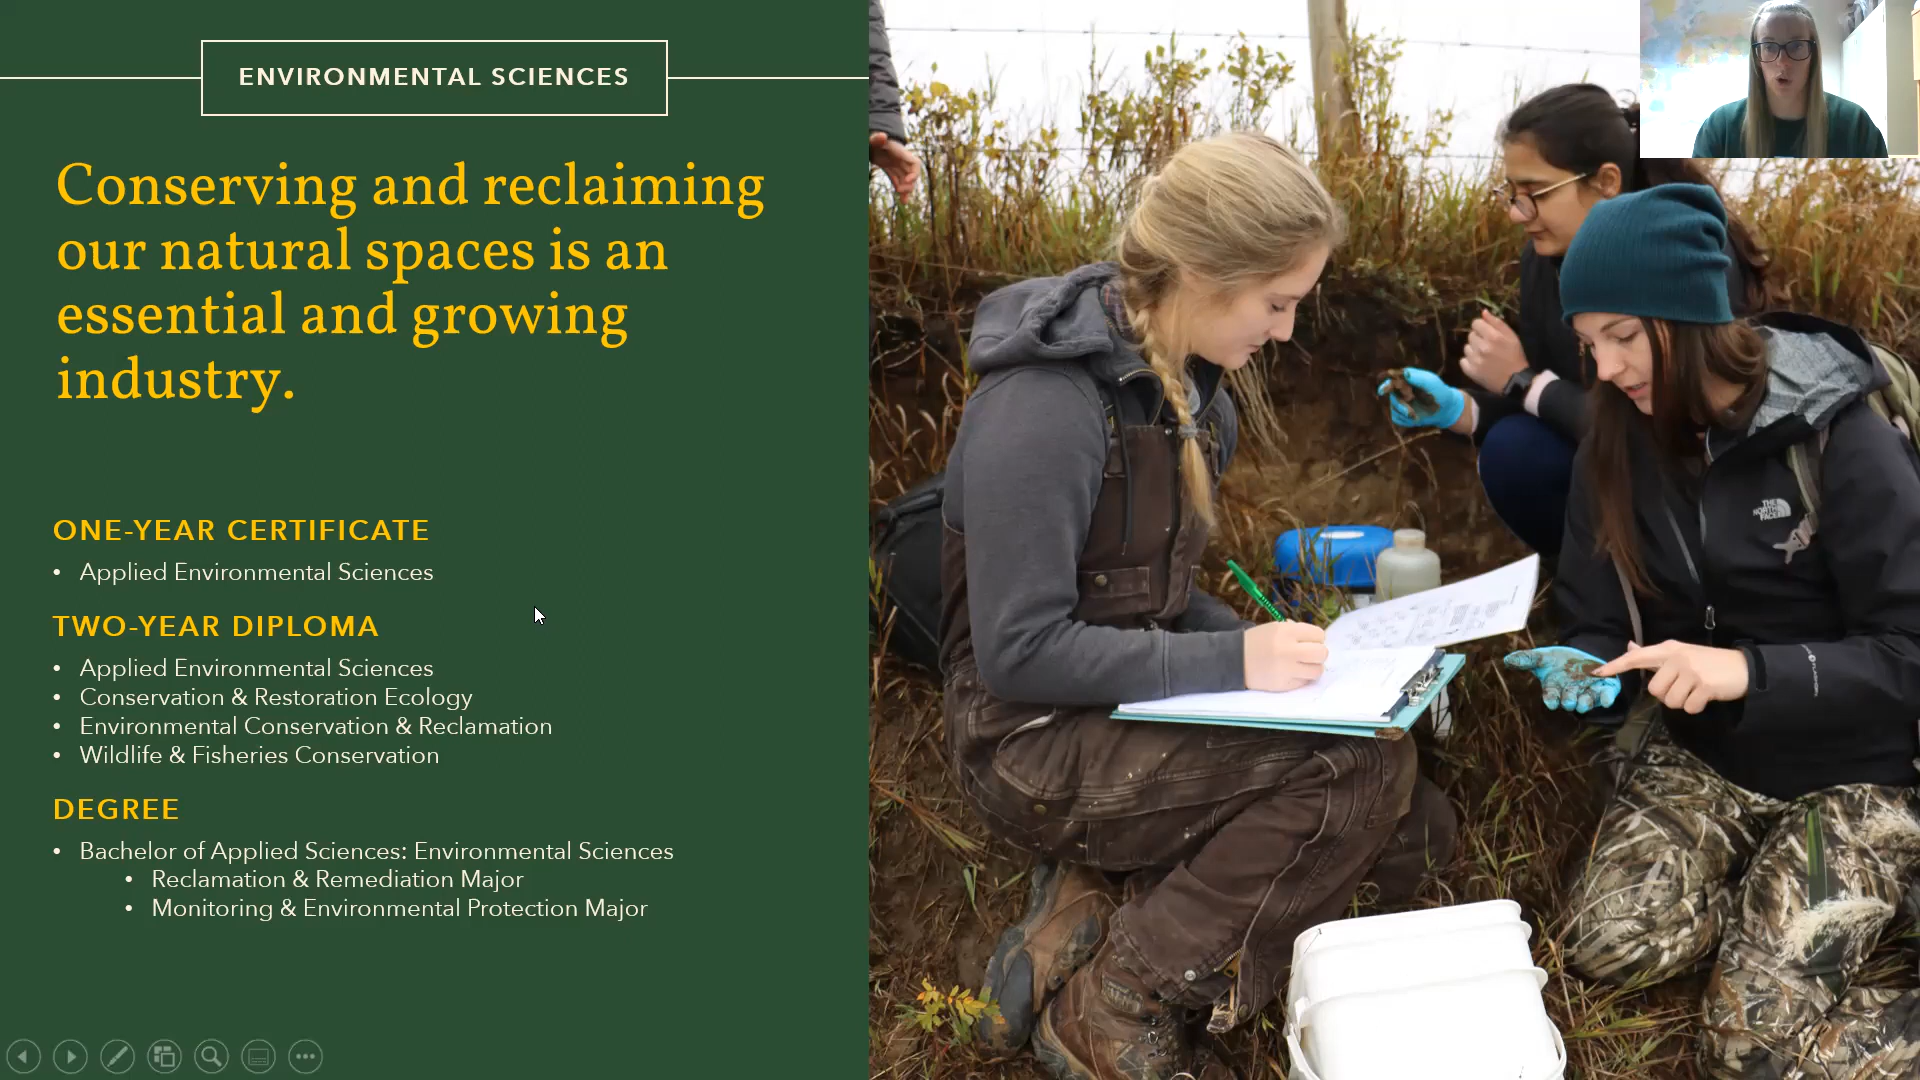 ENVIRONMENTAL SCIENCES
Conserving and reclaiming
our natural spaces is an
essential and growing
industry.
ONE-YEAR CERTIFICATE
• Applied Environmental Sciences
TWO-YEAR DIPLOMA
• Applied Environmental Sciences
• Conservation & Restoration Ecology
• Environmental Conservation & Reclamation
• Wildlife & Fisheries Conservation
DEGREE
• Bachelor of Applied Sciences: Environmental Sciences
• Reclamation & Remediation Major
• Monitoring & Environmental Protection Major
THE
NORTH
FACE